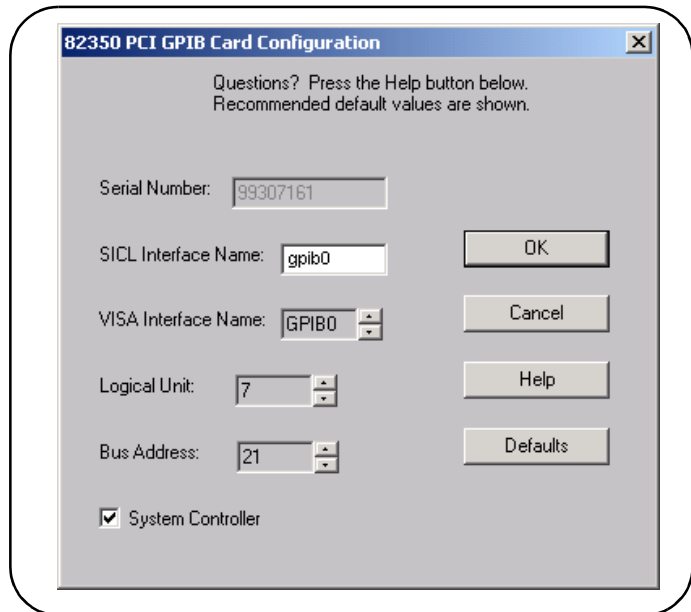 82350 PCI GPIB Card Configuration
Questions? Press the Help button below.
Recommended default values are shown.
Serial Number: 99307161
SICL Interface Name: gpib0
OK
VISA Interface Name: GPIB0
Cancel
Logical Unit: 7
Help
Bus Address: 21
Defaults
System Controller